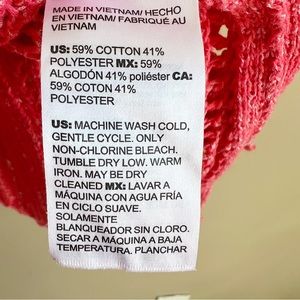 MADE IN VIETNAM/ HECHO
EN VIETNAM/ FABRIQUÉ AU
VIETNAM
US: 59% COTTON 41%
POLYESTER MX: 59%
ALGODÓN 41% poliéster CA:
59% COTON 41%
POLYESTER
US: MACHINE WASH COLD,
GENTLE CYCLE. ONLY
NON-CHLORINE BLEACH.
TUMBLE DRY LOW. WARM
IRON. MAY BE DRY
CLEANED MX: LAVAR A
MÁQUINA CON AGUA FRÍA
EN CICLO SUAVE.
SOLAMENTE
BLANQUEADOR SIN CLORO.
SECAR A MÁQUINA A BAJA
TEMPERATURA. PLANCHAR